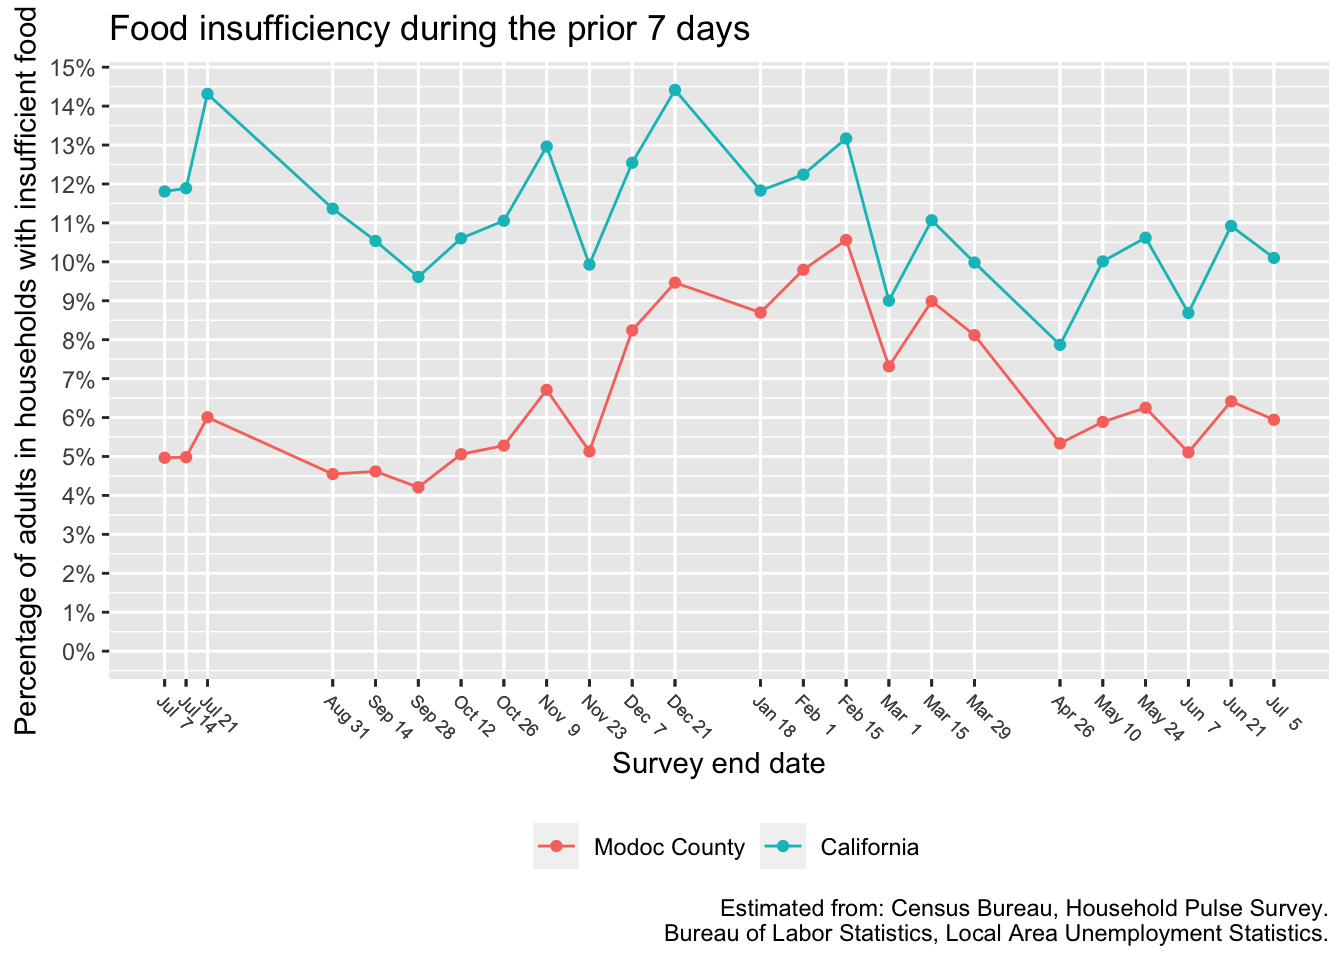 Food insufficiency during the prior 7 days
Percentage of adults in households with insufficient food
15%
14%
13%
12%
11%
10%
9%
8%
7%
6%
5%
4%
3%
2%
1%
0%
Jul 7
Jul 14
Jul 21
Aug 31
Sep 14
Sep 28
Oct 12
Oct 26
Nov 9
Nov 23
Dec 7
Dec 21
Jan 18
Feb 1
Feb 15
Mar 1
Mar 15
Mar 29
Apr 26
May 10
May 24
Jun 7
Jun 21
Jul 5
Survey end date
Modoc County
California
Estimated from: Census Bureau, Household Pulse Survey.
Bureau of Labor Statistics, Local Area Unemployment Statistics.